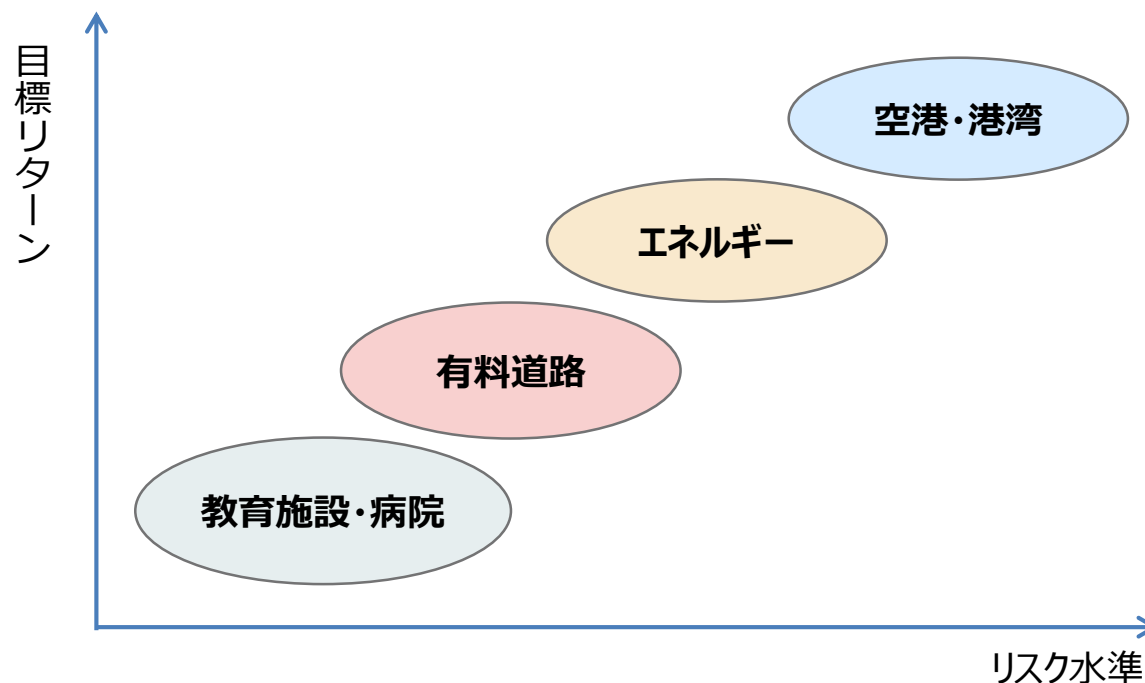 目標リターン
空港・港湾
エネルギー
有料道路
教育施設・病院
リスク水準